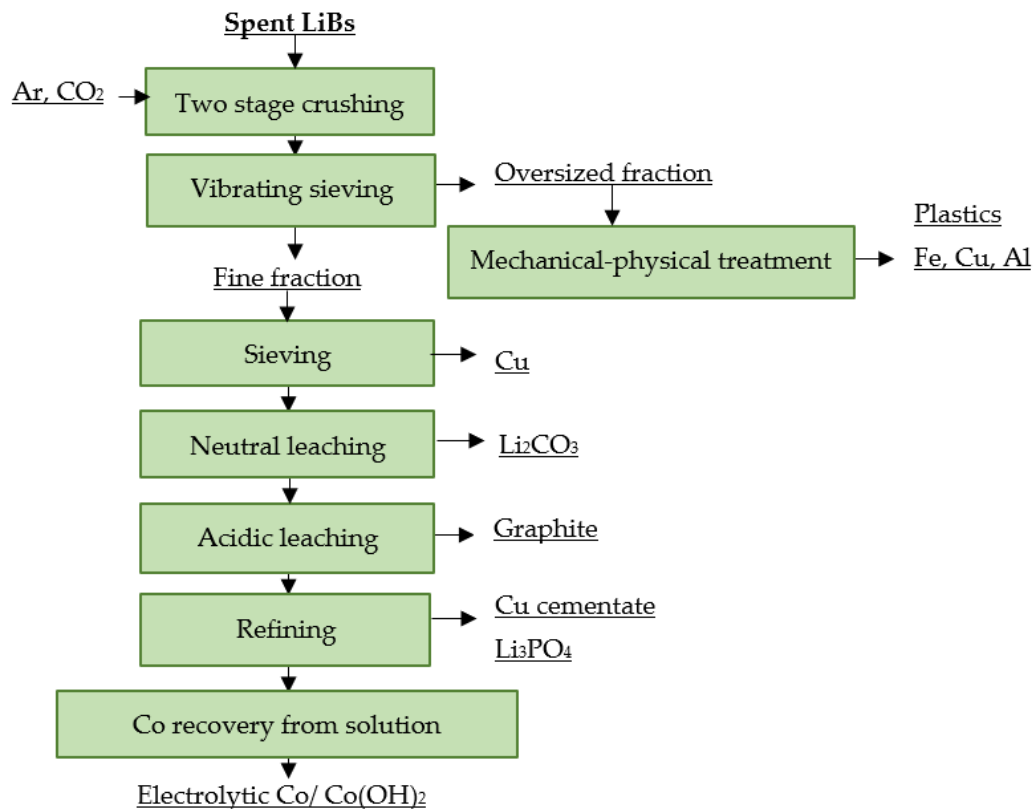 Spent LiBs
Ar, CO₂
Two stage crushing
Vibrating sieving
Oversized fraction
Mechanical-physical treatment
Plastics
Fe, Cu, Al
Fine fraction
Sieving
Cu
Neutral leaching
Li₂CO₃
Acidic leaching
Graphite
Refining
Cu cementate
Li₃PO₄
Co recovery from solution
Electrolytic Co/ Co(OH)₂